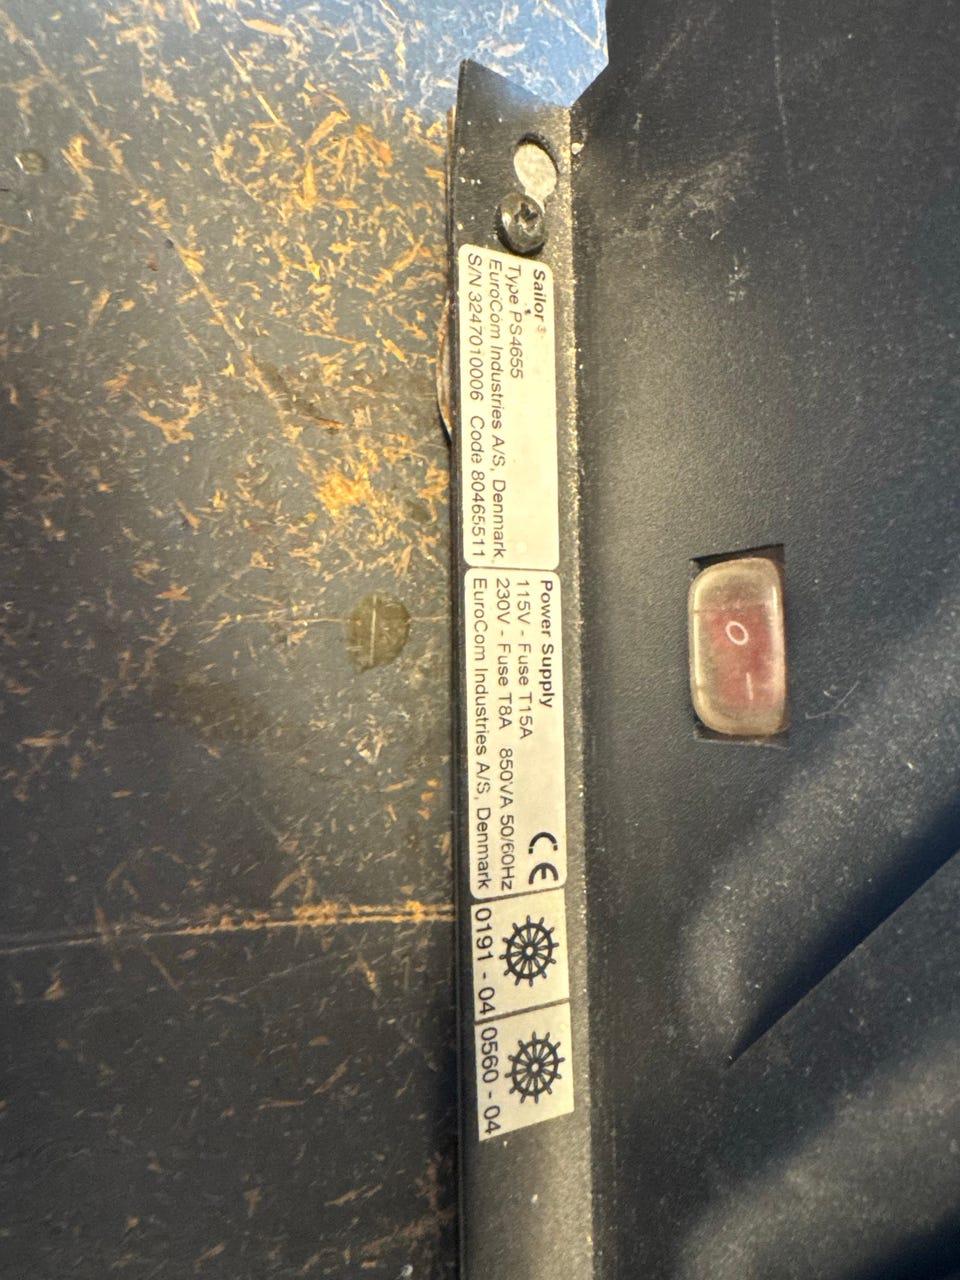 Sailor®
Type PS4655
EuroCom Industries A/S, Denmark
S/N 3247010006 Code 80465511
Power Supply
115V - Fuse T15A
230V - Fuse T8A 850VA 50/60Hz
EuroCom Industries A/S, Denmark
CE
0191 - 04
0560 - 04
O
I